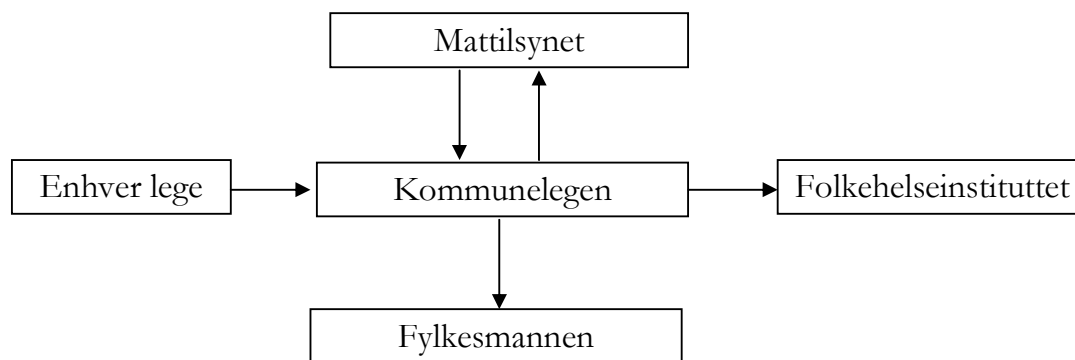 Mattilsynet
Enhver lege
Kommunelegen
Folkehelseinstituttet
Fylkesmannen